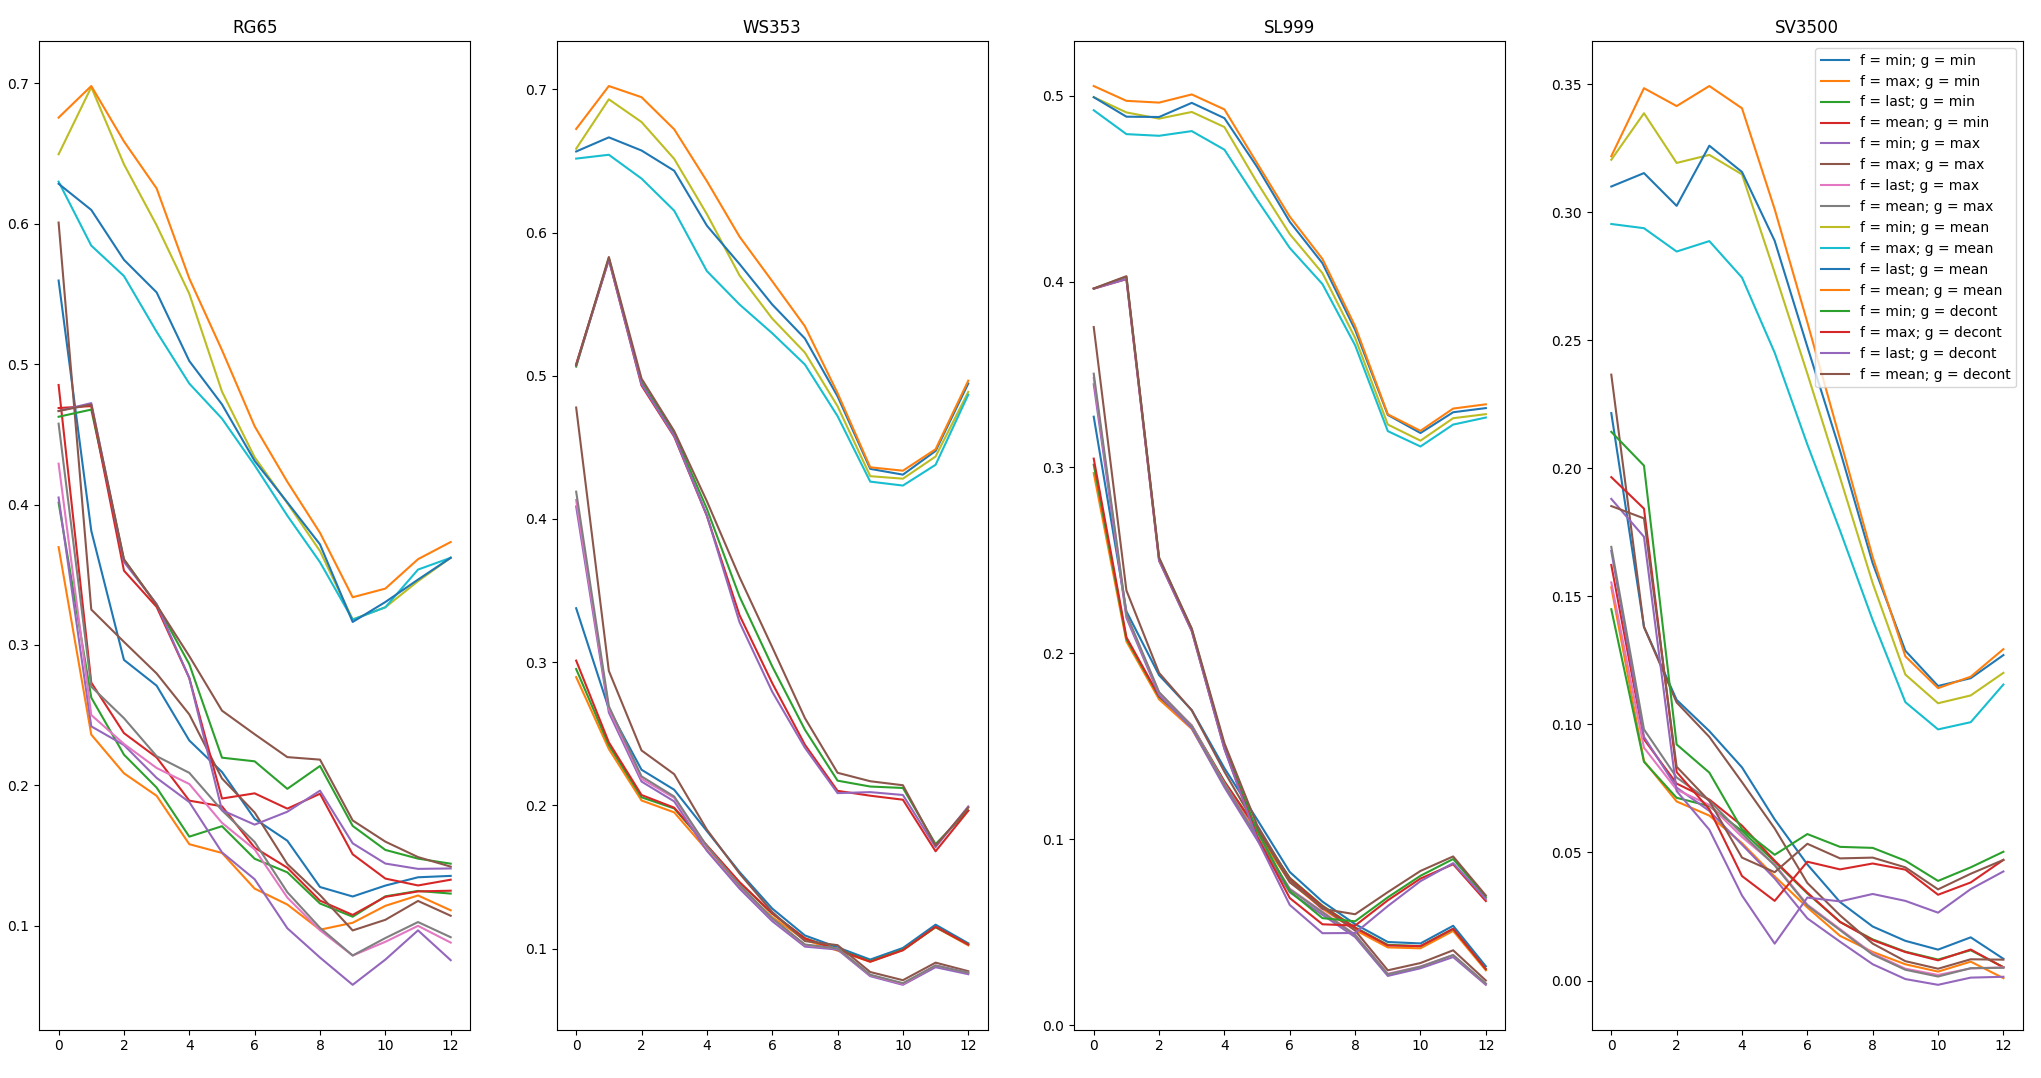 RG65
0.7
0.6
0.5
0.4
0.3
0.2
0.1
0 2 4 6 8 10 12
WS353
0.7
0.6
0.5
0.4
0.3
0.2
0.1
0 2 4 6 8 10 12
SL999
0.5
0.4
0.3
0.2
0.1
0.0
0 2 4 6 8 10 12
SV3500
0.35
0.30
0.25
0.20
0.15
0.10
0.05
0.00
0 2 4 6 8 10 12
f = min; g = min
f = max; g = min
f = last; g = min
f = mean; g = min
f = min; g = max
f = max; g = max
f = last; g = max
f = mean; g = max
f = min; g = mean
f = max; g = mean
f = last; g = mean
f = mean; g = mean
f = min; g = decont
f = max; g = decont
f = last; g = decont
f = mean; g = decont